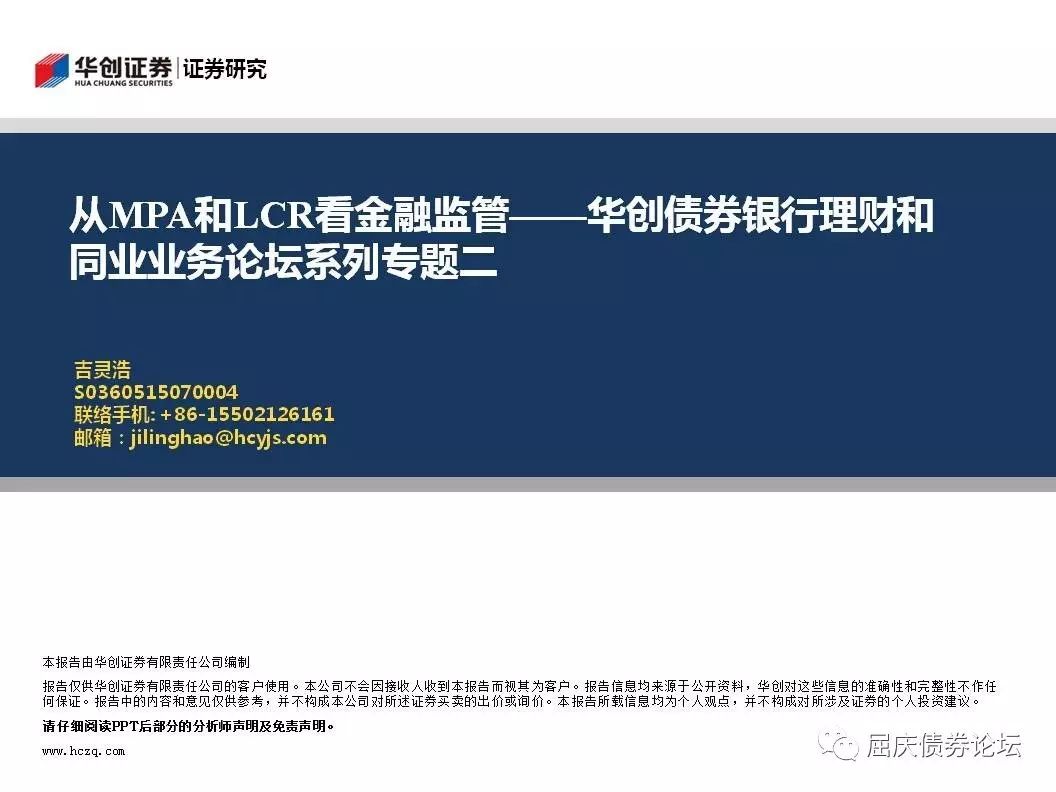 华创证券 | 证券研究
HUA CHUANG SECURITIES
从MPA和LCR看金融监管——华创债券银行理财和
同业业务论坛系列专题二
吉灵浩
S0360515070004
联络手机: +86-15502126161
邮箱：jilinghao@hcyjs.com
本报告由华创证券有限责任公司编制
报告仅供华创证券有限责任公司的客户使用。本公司不会因接收人收到本报告而视其为客户。报告信息均来源于公开资料，华创对这些信息的准确性和完整性不作任
何保证。报告中的内容和意见仅供参考，并不构成本公司对所述证券买卖的出价或询价。本报告所载信息均为个人观点，并不构成对所涉及证券的个人投资建议。
请仔细阅读PPT后部分的分析师声明及免责声明。
www.hczq.com
屈庆债券论坛